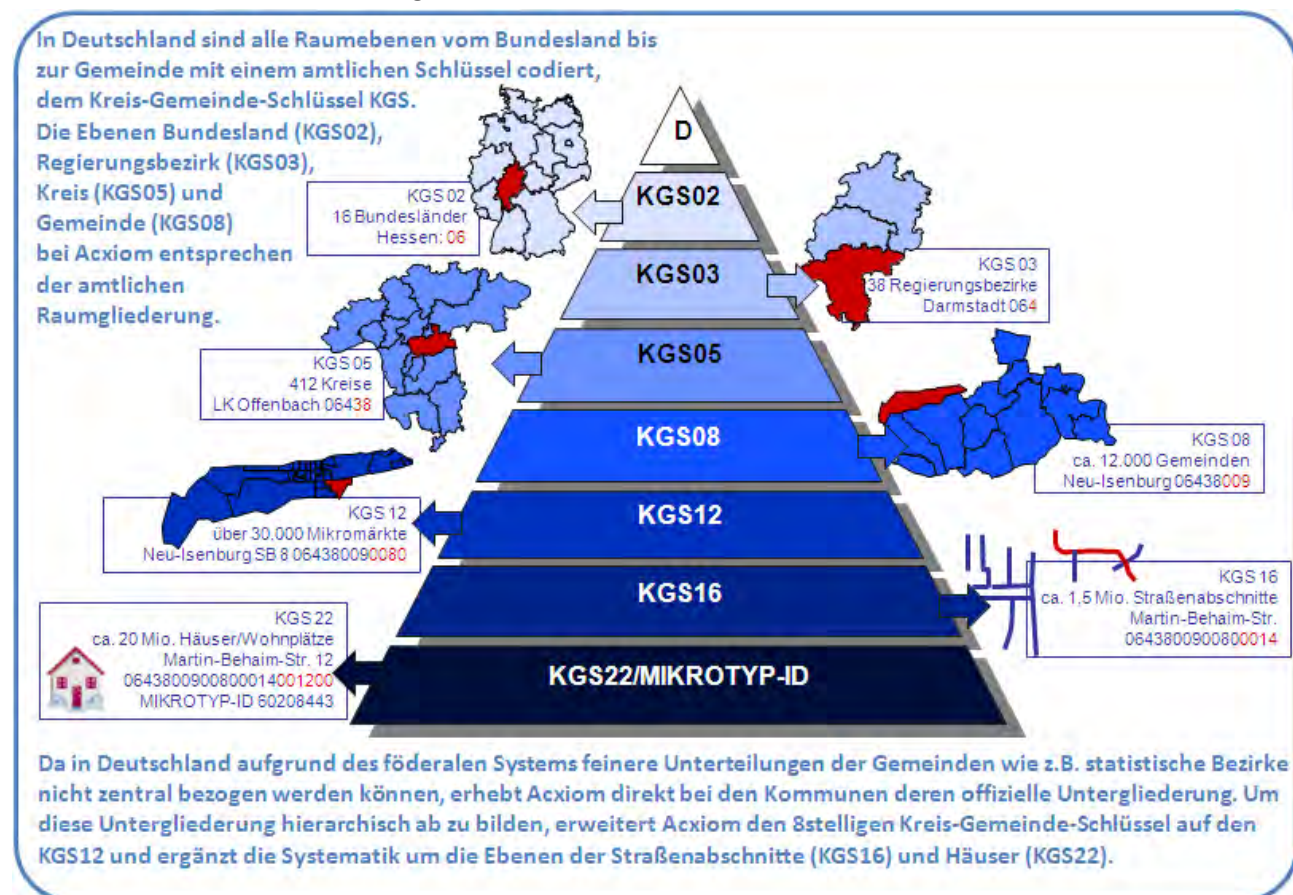 In Deutschland sind alle Raumebenen vom Bundesland bis
zur Gemeinde mit einem amtlichen Schlüssel codiert,
dem Kreis-Gemeinde-Schlüssel KGS.
Die Ebenen Bundesland (KGS02),
Regierungsbezirk (KGS03),
Kreis (KGS05) und
Gemeinde (KGS08)
bei Acxiom entsprechen
der amtlichen
Raumgliederung.
D
KGS02
KGS 02
16 Bundesländer
Hessen: 06
KGS03
KGS 03
38 Regierungsbezirke
Darmstadt 064
KGS05
KGS 05
412 Kreise
LK Offenbach 06438
KGS08
KGS 08
ca. 12.000 Gemeinden
Neu-Isenburg 06438009
KGS12
KGS 12
über 30.000 Mikromärkte
Neu-Isenburg SB 8 064380090080
KGS16
KGS 16
ca. 1,5 Mio. Straßenabschnitte
Martin-Behaim-Str.
0643800900800014
KGS22/MIKROTYP-ID
KGS 22
ca. 20 Mio. Häuser/Wohnplätze
Martin-Behaim-Str. 12
0643800900800014001200
MIKROTYP-ID 60208443
Da in Deutschland aufgrund des föderalen Systems feinere Unterteilungen der Gemeinden wie z.B. statistische Bezirke
nicht zentral bezogen werden können, erhebt Acxiom direkt bei den Kommunen deren offizielle Untergliederung. Um
diese Untergliederung hierarchisch ab zu bilden, erweitert Acxiom den 8stelligen Kreis-Gemeinde-Schlüssel auf den
KGS12 und ergänzt die Systematik um die Ebenen der Straßenabschnitte (KGS16) und Häuser (KGS22).